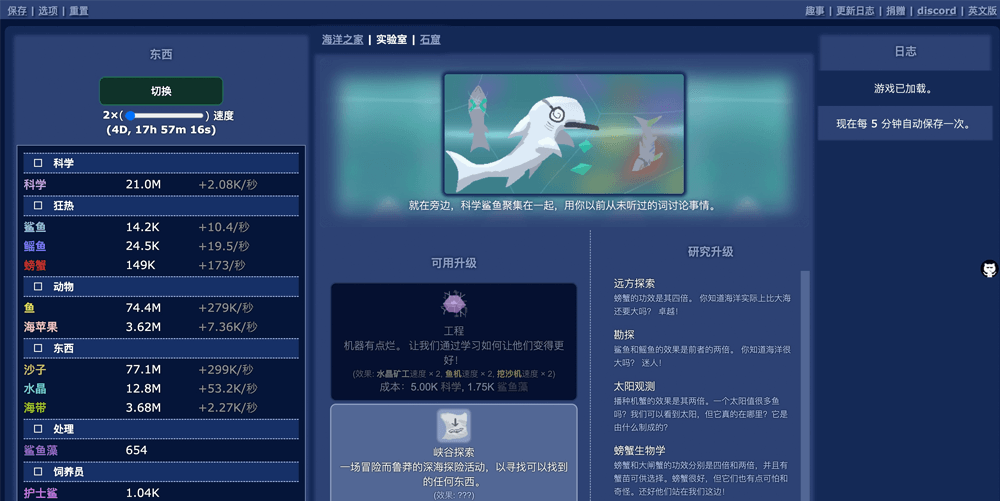 保存 | 选项 | 重置
趣事 | 更新日志 | 捐赠 | discord | 英文版
东西
切换
2×( ) 速度
(4D, 17h 57m 16s)
科学
科学 21.0M +2.08K/秒
狂热
鲨鱼 14.2K +10.4/秒
鳐鱼 24.5K +19.5/秒
螃蟹 149K +173/秒
动物
鱼 74.4M +279K/秒
海苹果 3.62M +7.36K/秒
东西
沙子 77.1M +299K/秒
水晶 12.8M +53.2K/秒
海带 3.68M +2.27K/秒
处理
鲨鱼藻 654
饲养员
护士鲨 1.04K
海洋之家 | 实验室 | 石窟
就在旁边，科学鲨鱼聚集在一起，用你以前从未听过的词讨论事情。
可用升级
工程
机器有点烂。 让我们通过学习如何让他们变得更
好！
(效果: 水晶矿工速度 × 2, 鱼机速度 × 2, 挖沙机速度 × 2)
成本: 5.00K 科学, 1.75K 鲨鱼藻
峡谷探索
一场冒险而鲁莽的深海探险活动，以寻找可以找到
的任何东西。
(效果: ???)
研究升级
远方探索
螃蟹的功效是其四倍。 你知道海洋实际上比大海
还要大吗？ 卓越！
勘探
鲨鱼和鳐鱼的效果是前者的两倍。 你知道海洋很
大吗？ 迷人！
太阳观测
播种机蟹的效果是其两倍。一个太阳值很多鱼
吗？我们可以看到太阳，但它真的在哪里？它是
由什么制成的？
螃蟹生物学
螃蟹和大闸蟹的功效分别是四倍和两倍，并且有
蟹苗可供选择。螃蟹很好，但它们也有点可怕和
奇怪。还好他们站在我们这边！
日志
游戏已加载。
现在每 5 分钟自动保存一次。